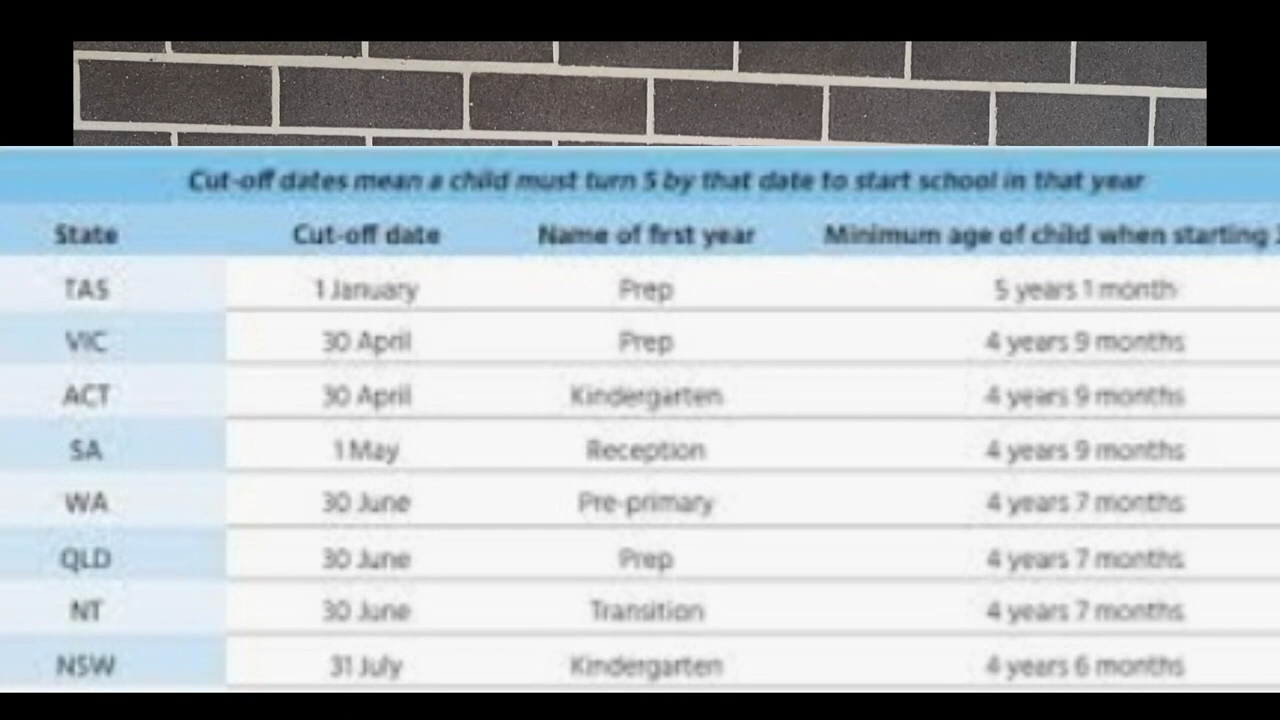 Cut-off dates mean a child must turn 5 by that date to start school in that year
State Cut-off date Name of first year Minimum age of child when starting
TAS 1 January Prep 5 years 1 month
VIC 30 April Prep 4 years 9 months
ACT 30 April Kindergarten 4 years 9 months
SA 1 May Reception 4 years 9 months
WA 30 June Pre-primary 4 years 7 months
QLD 30 June Prep 4 years 7 months
NT 30 June Transition 4 years 7 months
NSW 31 July Kindergarten 4 years 6 months